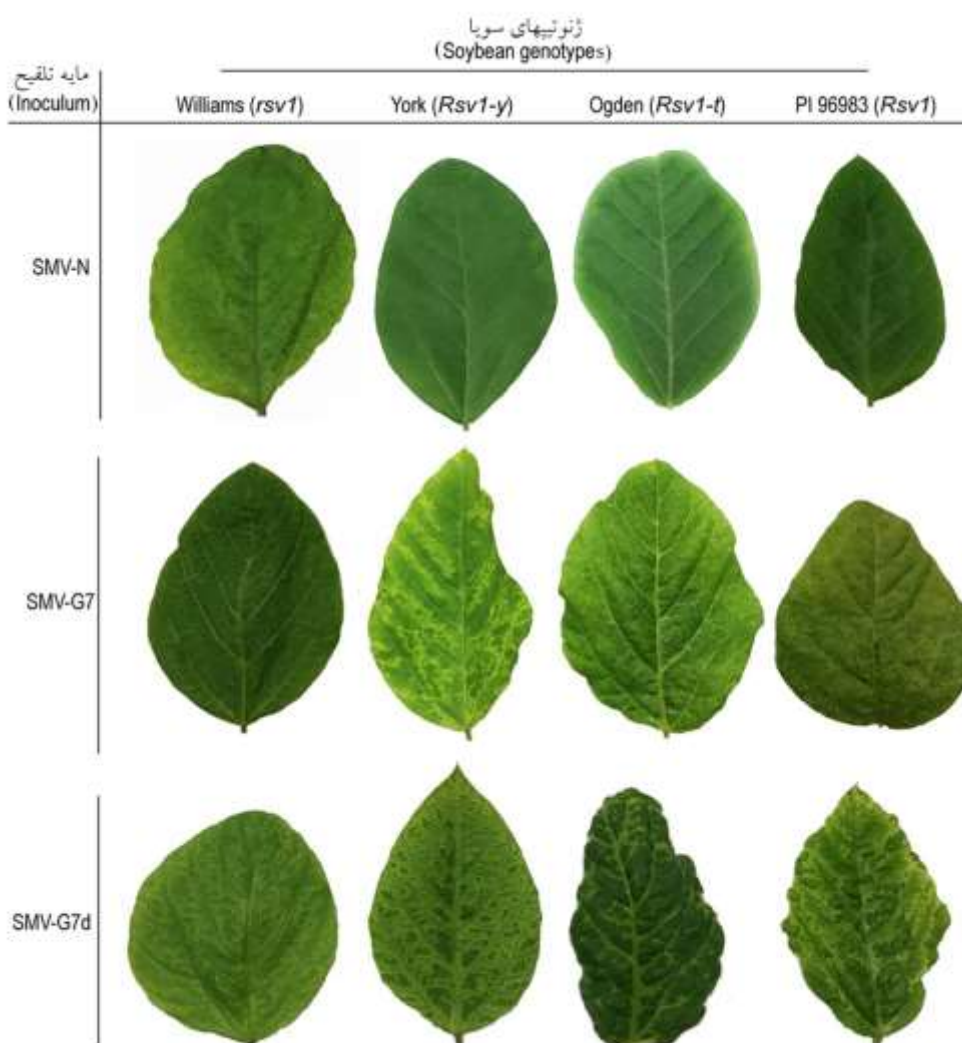 ژنوتیپهای سویا
(Soybean genotypes)
مایه تلقیح
(Inoculum)
Williams (rsv1) York (Rsv1-y) Ogden (Rsv1-t) PI 96983 (Rsv1)
SMV-N
SMV-G7
SMV-G7d